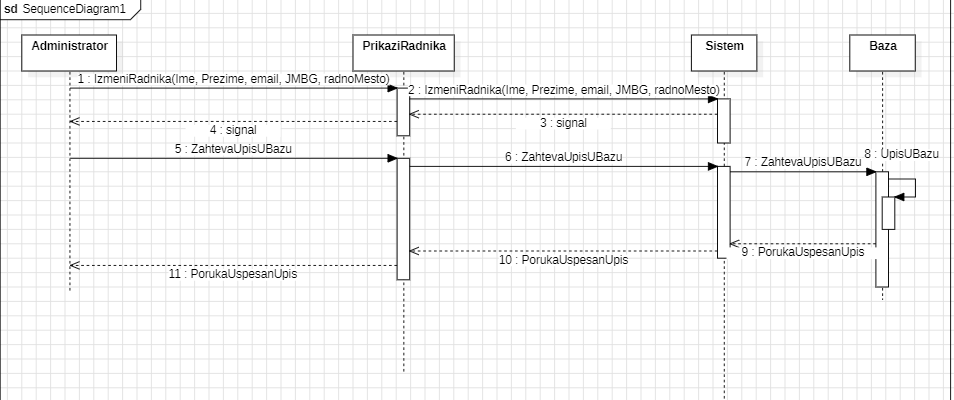 sd SequenceDiagram1
Administrator
PrikaziRadnika
Sistem
Baza
1 : IzmeniRadnika(Ime, Prezime, email, JMBG, radnoMesto)
2 : IzmeniRadnika(Ime, Prezime, email, JMBG, radnoMesto)
3 : signal
4 : signal
5 : ZahtevaUpisUBazu
6 : ZahtevaUpisUBazu
7 : ZahtevaUpisUBazu
8 : UpisUBazu
9 : PorukaUspesanUpis
10 : PorukaUspesanUpis
11 : PorukaUspesanUpis